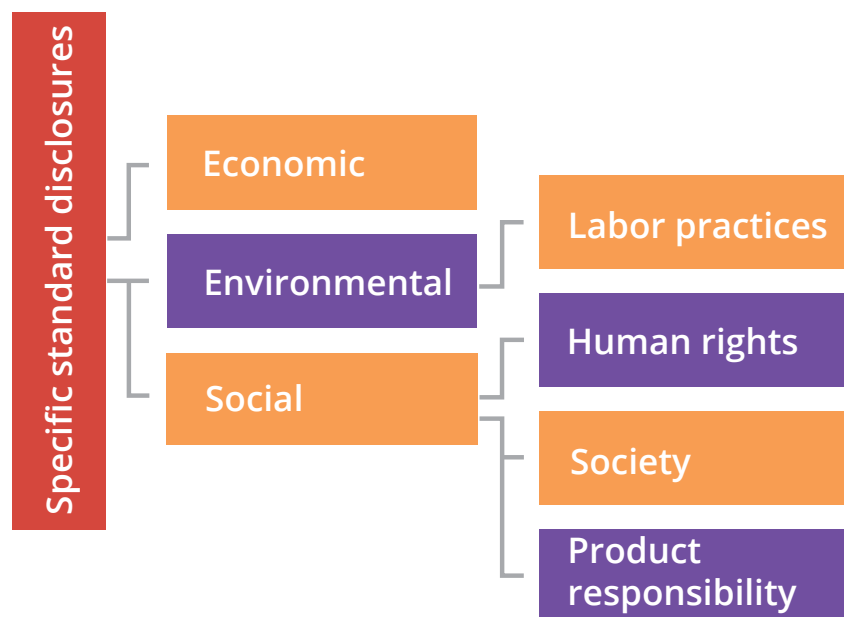 Specific standard disclosures
Economic
Environmental
Social
Labor practices
Human rights
Society
Product
responsibility